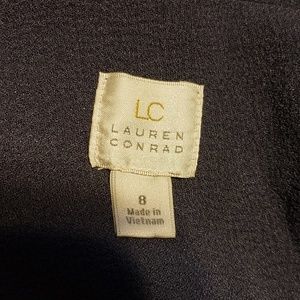 LC
LAUREN
CONRAD
8
Made in
Vietnam